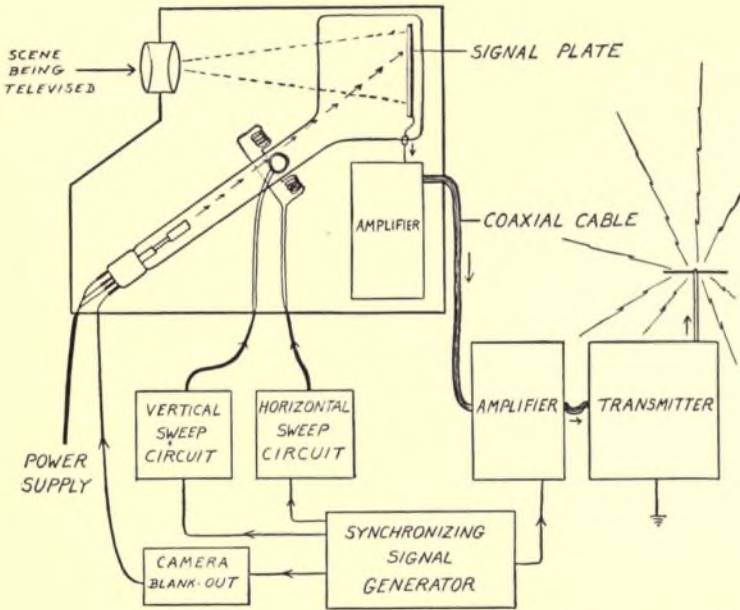 SCENE
BEING
TELEVISED
SIGNAL PLATE
AMPLIFIER
COAXIAL CABLE
AMPLIFIER
TRANSMITTER
VERTICAL
SWEEP
CIRCUIT
HORIZONTAL
SWEEP
CIRCUIT
POWER
SUPPLY
SYNCHRONIZING
SIGNAL
GENERATOR
CAMERA
BLANK-OUT